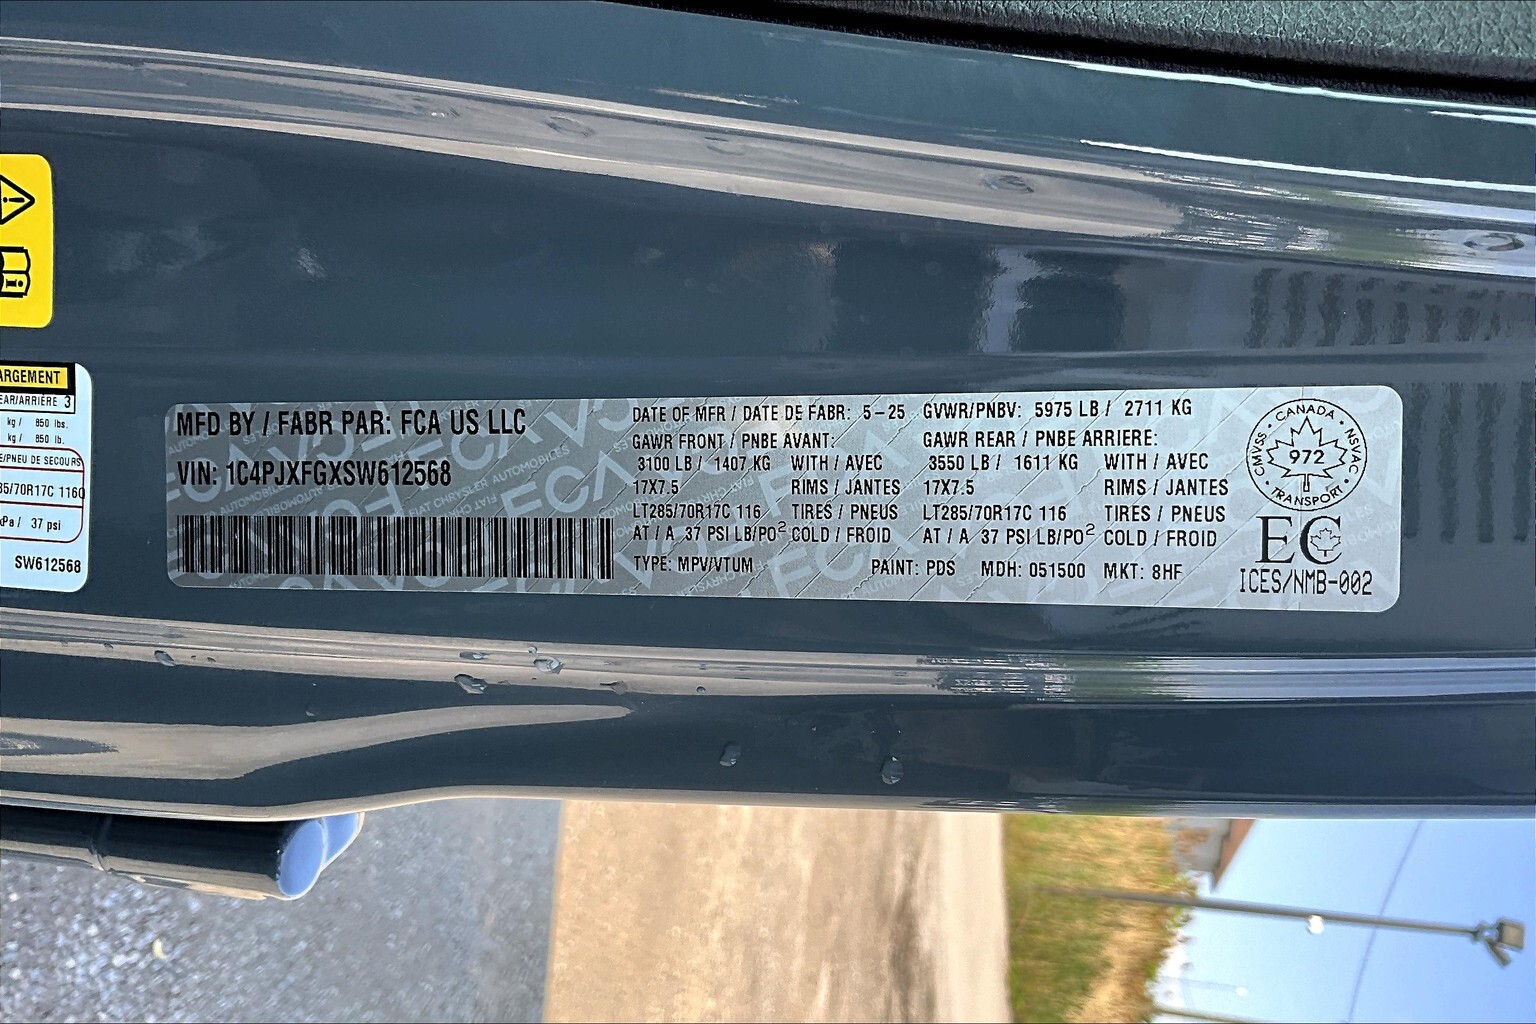 ARGEMENT
EAR/ARRIÈRE 3
kg / 850 lbs.
kg / 850 lb.
E/PNEU DE SECOURS
85/70R17C 116Q
kPa / 37 psi
SW612568
MFD BY / FABR PAR: FCA US LLC
VIN: 1C4PJXFGXSW612568
DATE OF MFR / DATE DE FABR: 5-25 GVWR/PNBV: 5975 LB / 2711 KG
GAWR FRONT / PNBE AVANT: GAWR REAR / PNBE ARRIERE:
3100 LB / 1407 KG WITH / AVEC 3550 LB / 1611 KG WITH / AVEC
17X7.5 RIMS / JANTES 17X7.5 RIMS / JANTES
LT285/70R17C 116 TIRES / PNEUS LT285/70R17C 116 TIRES / PNEUS
AT / A 37 PSI LB/PO² COLD / FROID AT / A 37 PSI LB/PO² COLD / FROID
TYPE: MPV/VTUM PAINT: PDS MDH: 051500 MKT: 8HF
CANADA
CMVSS · NSVAC
972
TRANSPORT
EC
ICES/NMB-002